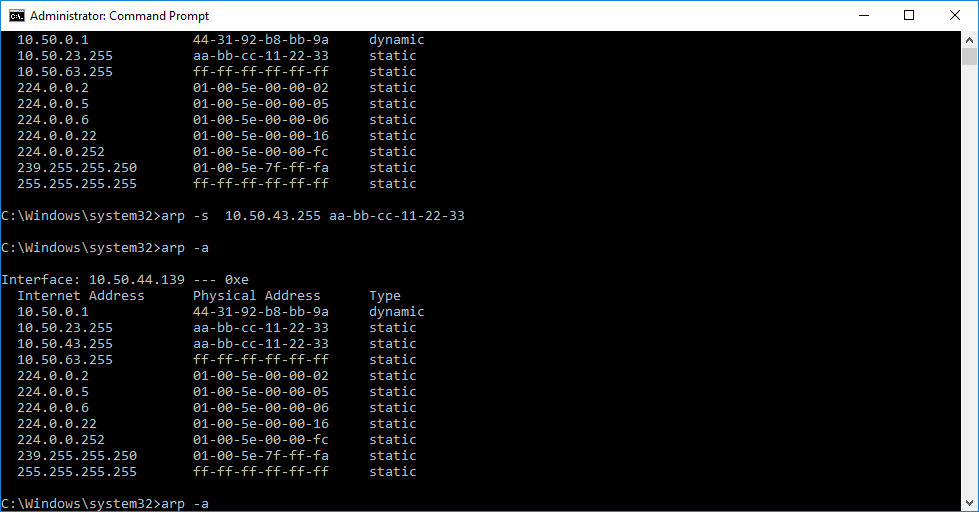 Administrator: Command Prompt
10.50.0.1 44-31-92-b8-bb-9a dynamic
10.50.23.255 aa-bb-cc-11-22-33 static
10.50.63.255 ff-ff-ff-ff-ff-ff static
224.0.0.2 01-00-5e-00-00-02 static
224.0.0.5 01-00-5e-00-00-05 static
224.0.0.6 01-00-5e-00-00-06 static
224.0.0.22 01-00-5e-00-00-16 static
224.0.0.252 01-00-5e-00-00-fc static
239.255.255.250 01-00-5e-7f-ff-fa static
255.255.255.255 ff-ff-ff-ff-ff-ff static
C:\Windows\system32>arp -s  10.50.43.255 aa-bb-cc-11-22-33
C:\Windows\system32>arp -a
Interface: 10.50.44.139 --- 0xe
Internet Address Physical Address Type
10.50.0.1 44-31-92-b8-bb-9a dynamic
10.50.23.255 aa-bb-cc-11-22-33 static
10.50.43.255 aa-bb-cc-11-22-33 static
10.50.63.255 ff-ff-ff-ff-ff-ff static
224.0.0.2 01-00-5e-00-00-02 static
224.0.0.5 01-00-5e-00-00-05 static
224.0.0.6 01-00-5e-00-00-06 static
224.0.0.22 01-00-5e-00-00-16 static
224.0.0.252 01-00-5e-00-00-fc static
239.255.255.250 01-00-5e-7f-ff-fa static
255.255.255.255 ff-ff-ff-ff-ff-ff static
C:\Windows\system32>arp -a